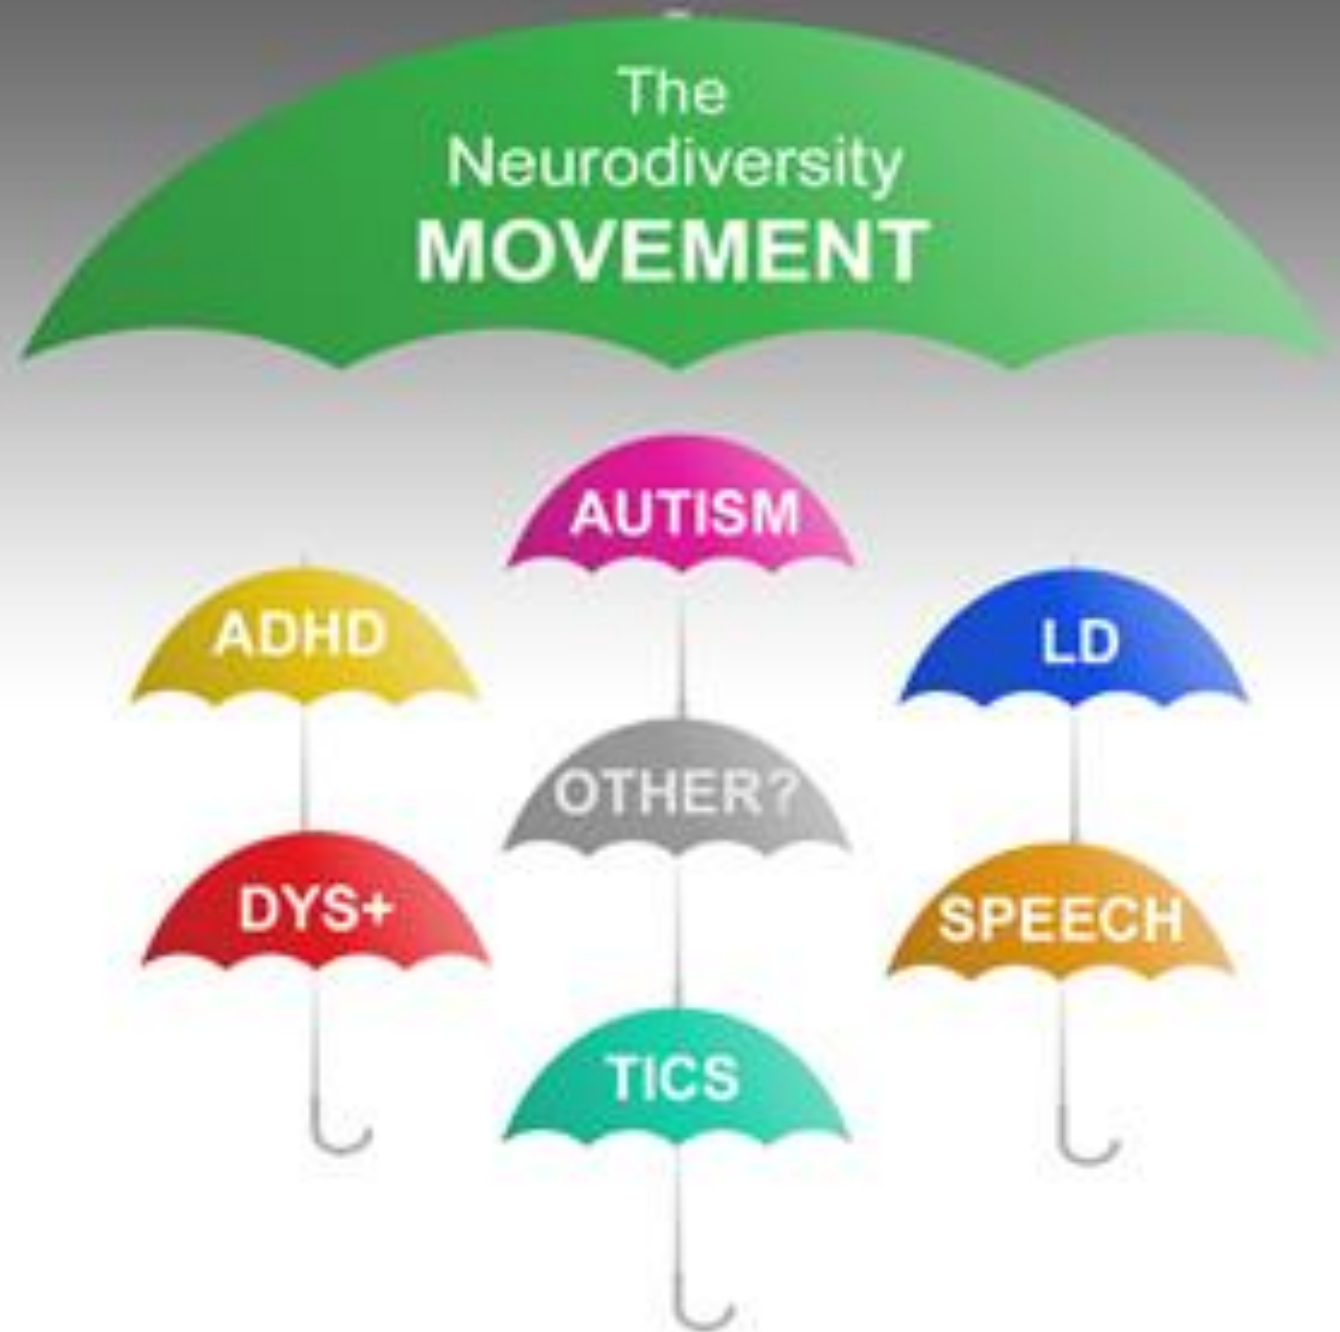 The
Neurodiversity
MOVEMENT
AUTISM
ADHD
LD
OTHER?
DYS+
SPEECH
TICS